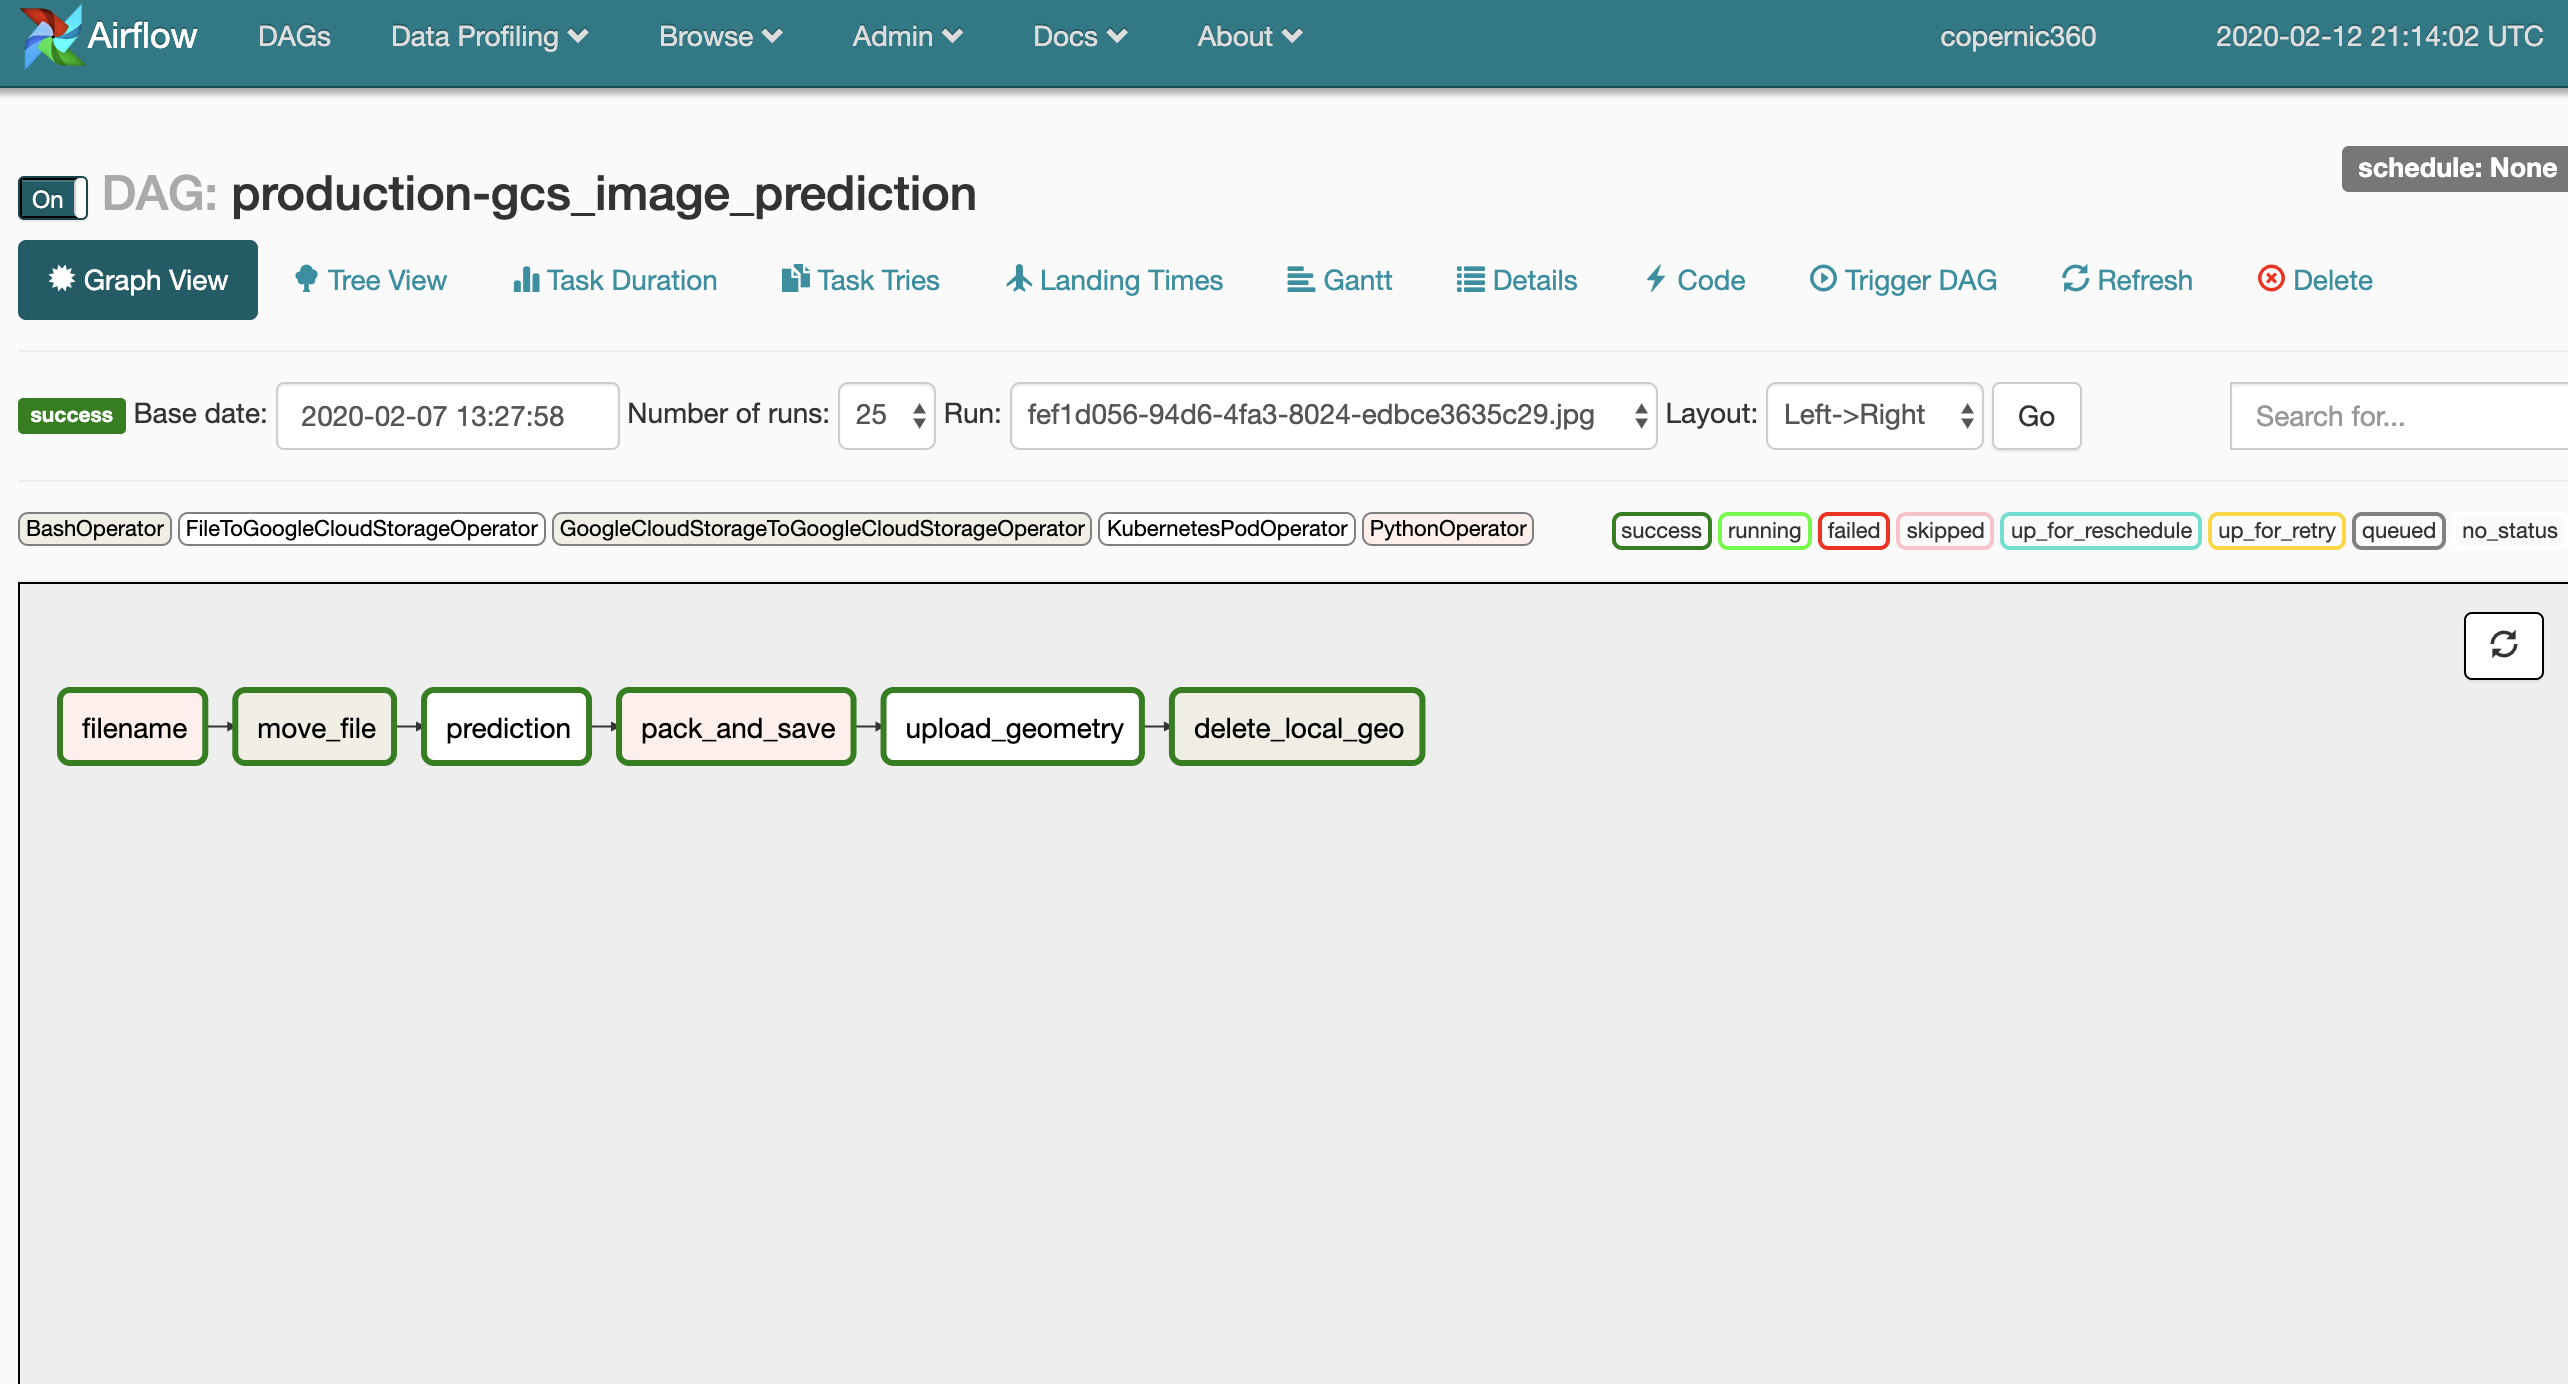 Airflow DAGs Data Profiling Browse Admin Docs About copernic360 2020-02-12 21:14:02 UTC
schedule: None
On DAG: production-gcs_image_prediction
Graph View Tree View Task Duration Task Tries Landing Times Gantt Details Code Trigger DAG Refresh Delete
success Base date: 2020-02-07 13:27:58 Number of runs: 25 Run: fef1d056-94d6-4fa3-8024-edbce3635c29.jpg Layout: Left->Right Go Search for...
BashOperator FileToGoogleCloudStorageOperator GoogleCloudStorageToGoogleCloudStorageOperator KubernetesPodOperator PythonOperator success running failed skipped up_for_reschedule up_for_retry queued no_status
filename move_file prediction pack_and_save upload_geometry delete_local_geo